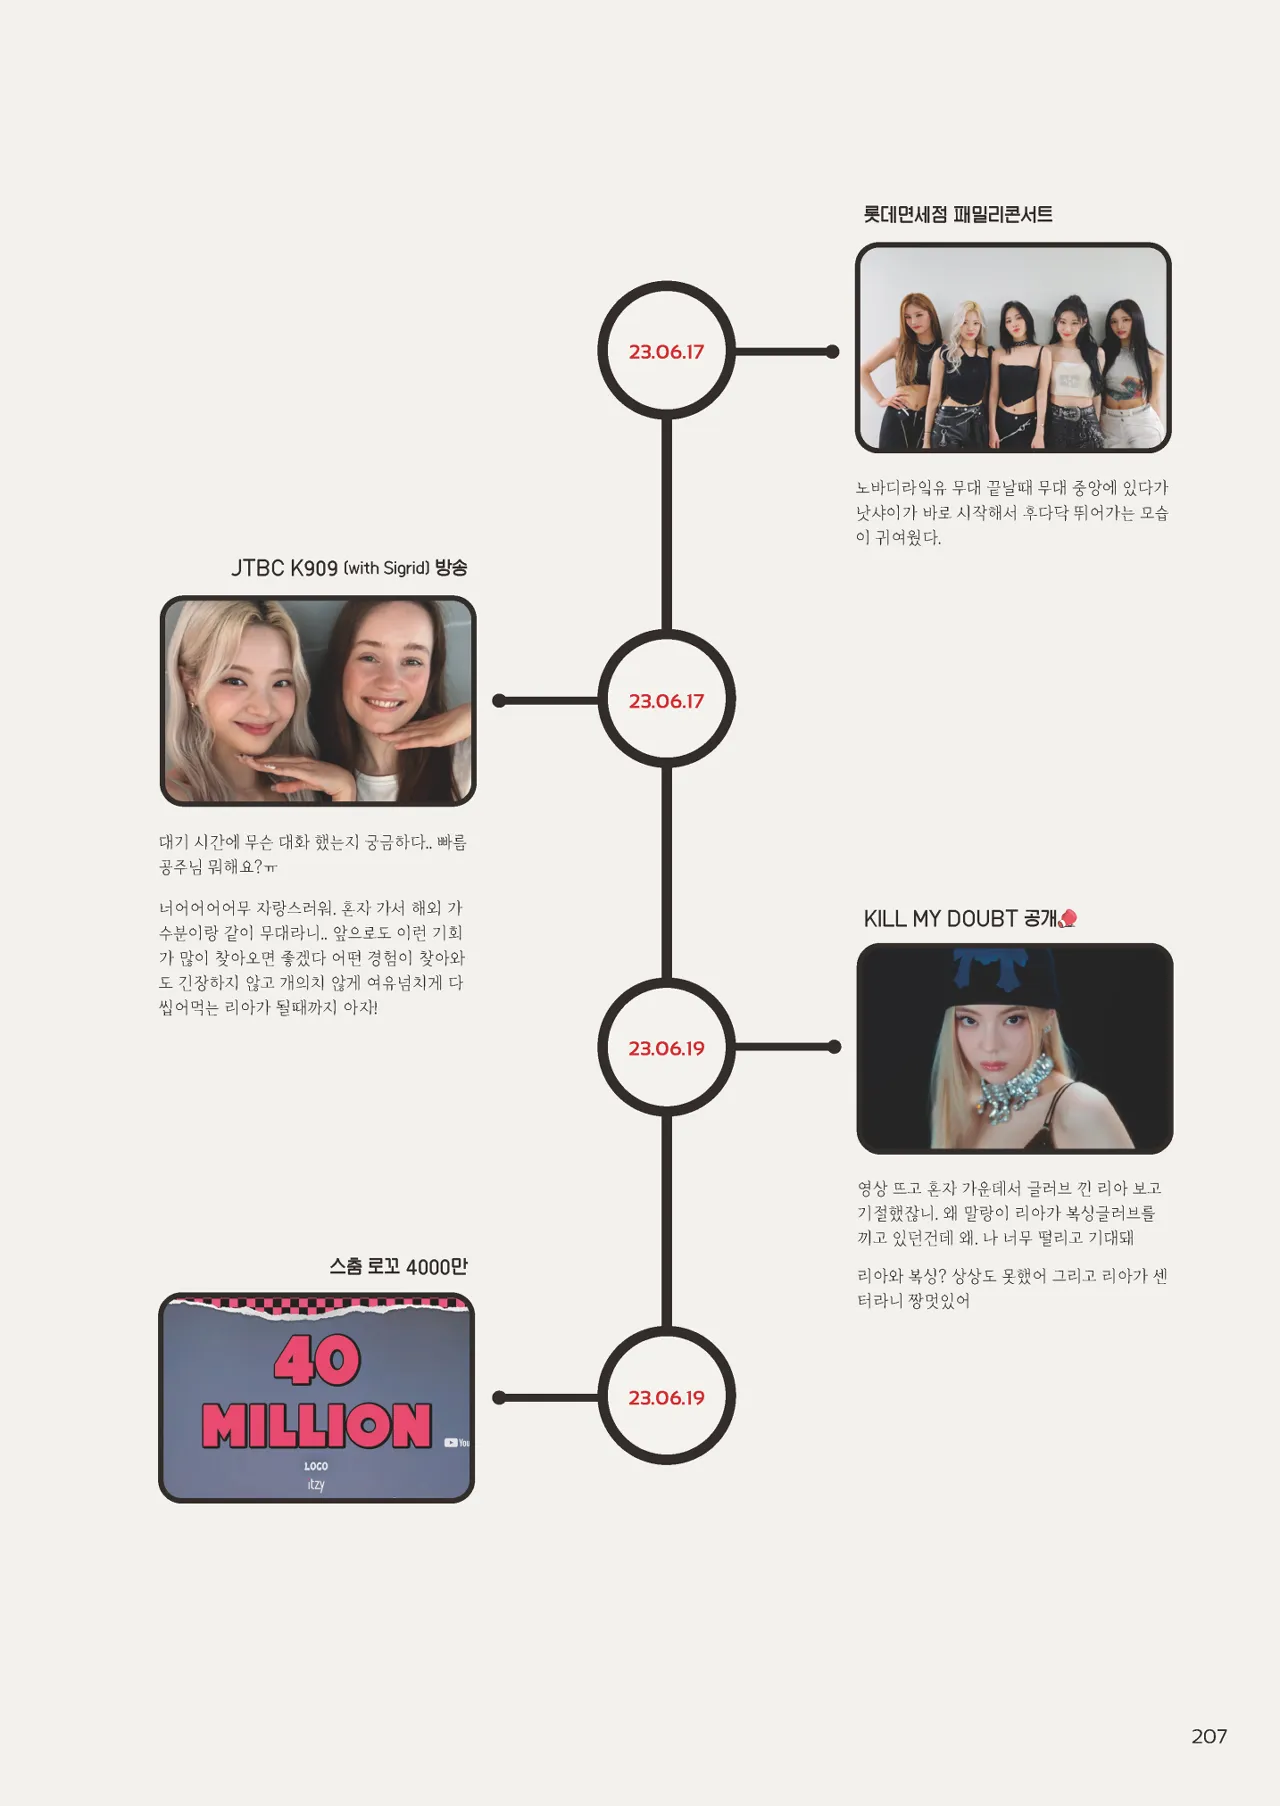 롯데면세점 패밀리콘서트
23.06.17
노바디라잌유 무대 끝날때 무대 중앙에 있다가
낫샤이가 바로 시작해서 후다닥 뛰어가는 모습
이 귀여웠다.
JTBC K909 (with Sigrid) 방송
23.06.17
대기 시간에 무슨 대화 했는지 궁금하다.. 빠름
공주님 뭐해요?ㅠ
너어어어어무 자랑스러워. 혼자 가서 해외 가
수분이랑 같이 무대라니.. 앞으로도 이런 기회
가 많이 찾아오면 좋겠다 어떤 경험이 찾아와
도 긴장하지 않고 개의치 않게 여유넘치게 다
씹어먹는 리아가 될때까지 아자!
KILL MY DOUBT 공개🥊
23.06.19
영상 뜨고 혼자 가운데서 글러브 낀 리아 보고
기절했잖니. 왜 말랑이 리아가 복싱글러브를
끼고 있던건데 왜. 나 너무 떨리고 기대돼
리아와 복싱? 상상도 못했어 그리고 리아가 센
터라니 짱멋있어
스춤 로꼬 4000만
23.06.19
40
MILLION
You
LOCO
itzy
207